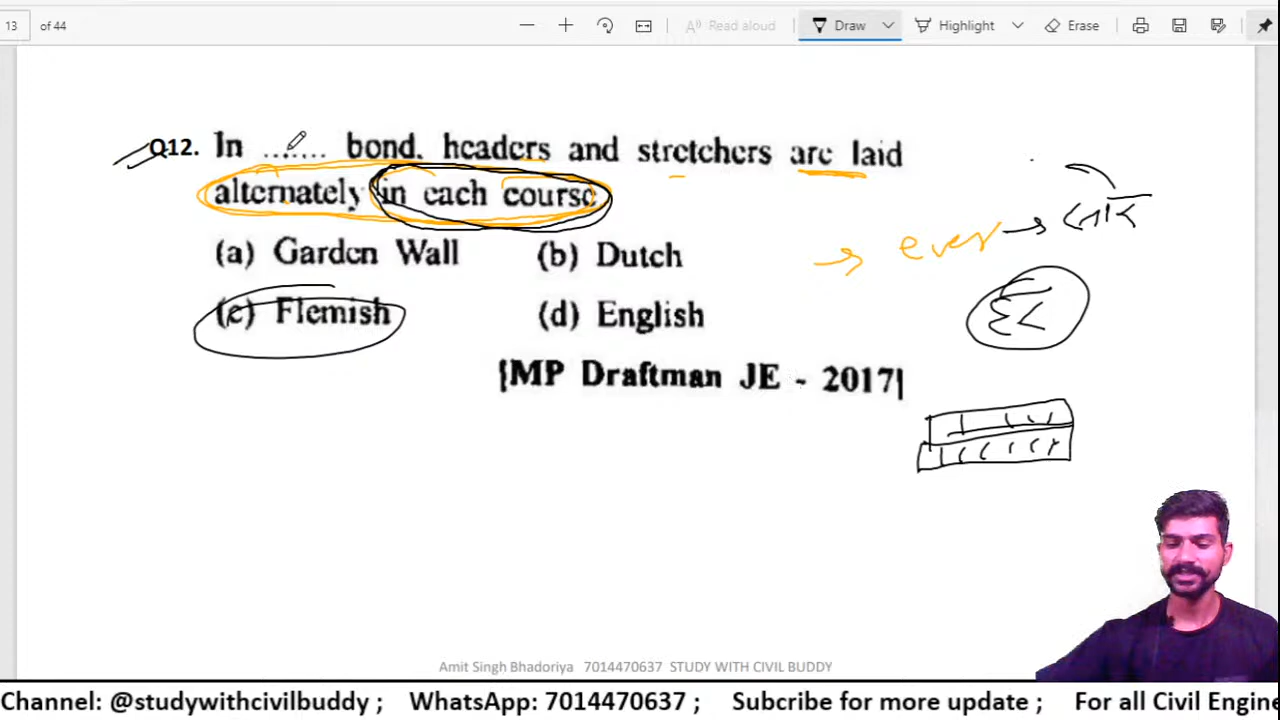 13 of 44
Read aloud Draw Highlight Erase
Q12. In ....... bond, headers and stretchers are laid
alternately in each course
(a) Garden Wall (b) Dutch
(c) Flemish (d) English
[MP Draftman JE - 2017]
Amit Singh Bhadoriya 7014470637 STUDY WITH CIVIL BUDDY
Channel: @studywithcivilbuddy ; WhatsApp: 7014470637 ; Subcribe for more update ; For all Civil Engine